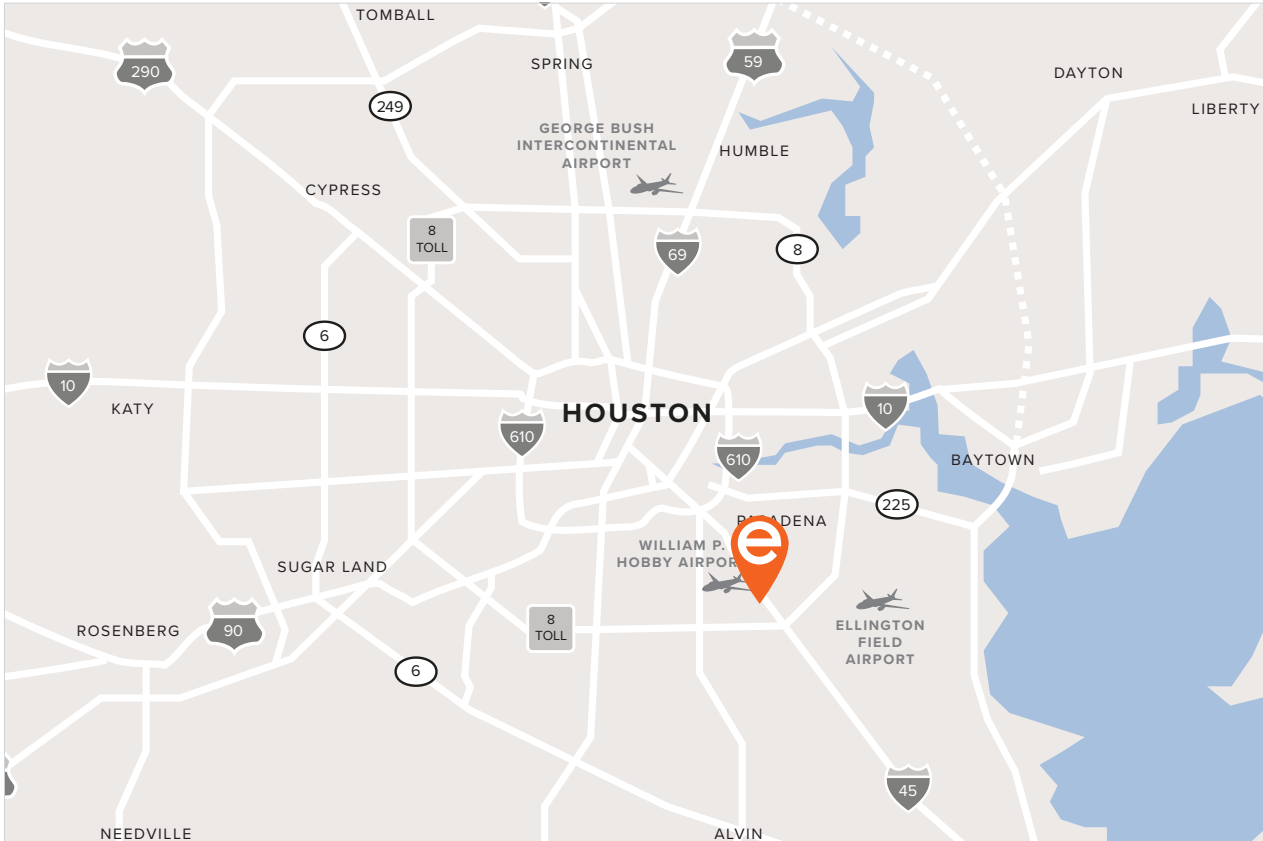 TOMBALL
SPRING
290
59
DAYTON
249
LIBERTY
GEORGE BUSH
INTERCONTINENTAL
AIRPORT
HUMBLE
CYPRESS
8
TOLL
69
8
6
10
KATY
HOUSTON
10
610
610
BAYTOWN
225
PASADENA
e
WILLIAM P.
HOBBY AIRPORT
SUGAR LAND
ROSENBERG
90
8
TOLL
ELLINGTON
FIELD
AIRPORT
6
45
NEEDVILLE
ALVIN